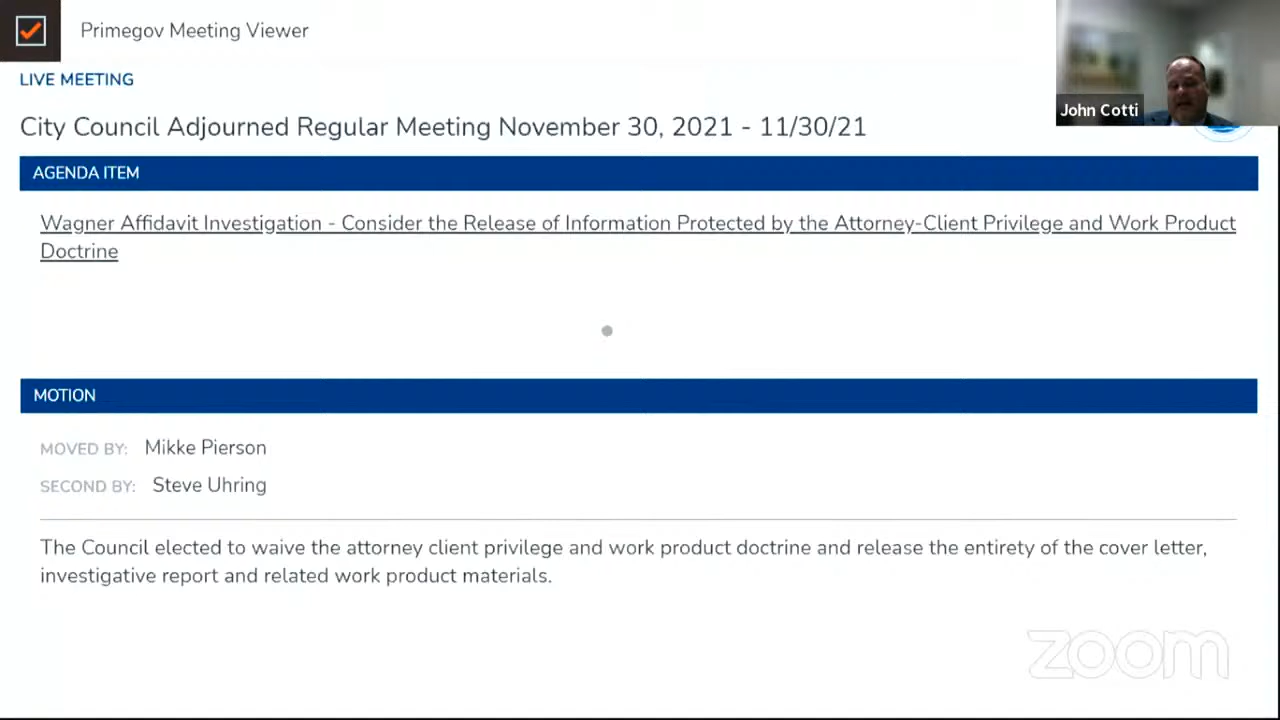 Primegov Meeting Viewer
LIVE MEETING
John Cotti
City Council Adjourned Regular Meeting November 30, 2021 - 11/30/21
AGENDA ITEM
Wagner Affidavit Investigation - Consider the Release of Information Protected by the Attorney-Client Privilege and Work Product
Doctrine
MOTION
MOVED BY: Mikke Pierson
SECOND BY: Steve Uhring
The Council elected to waive the attorney client privilege and work product doctrine and release the entirety of the cover letter,
investigative report and related work product materials.
zoom